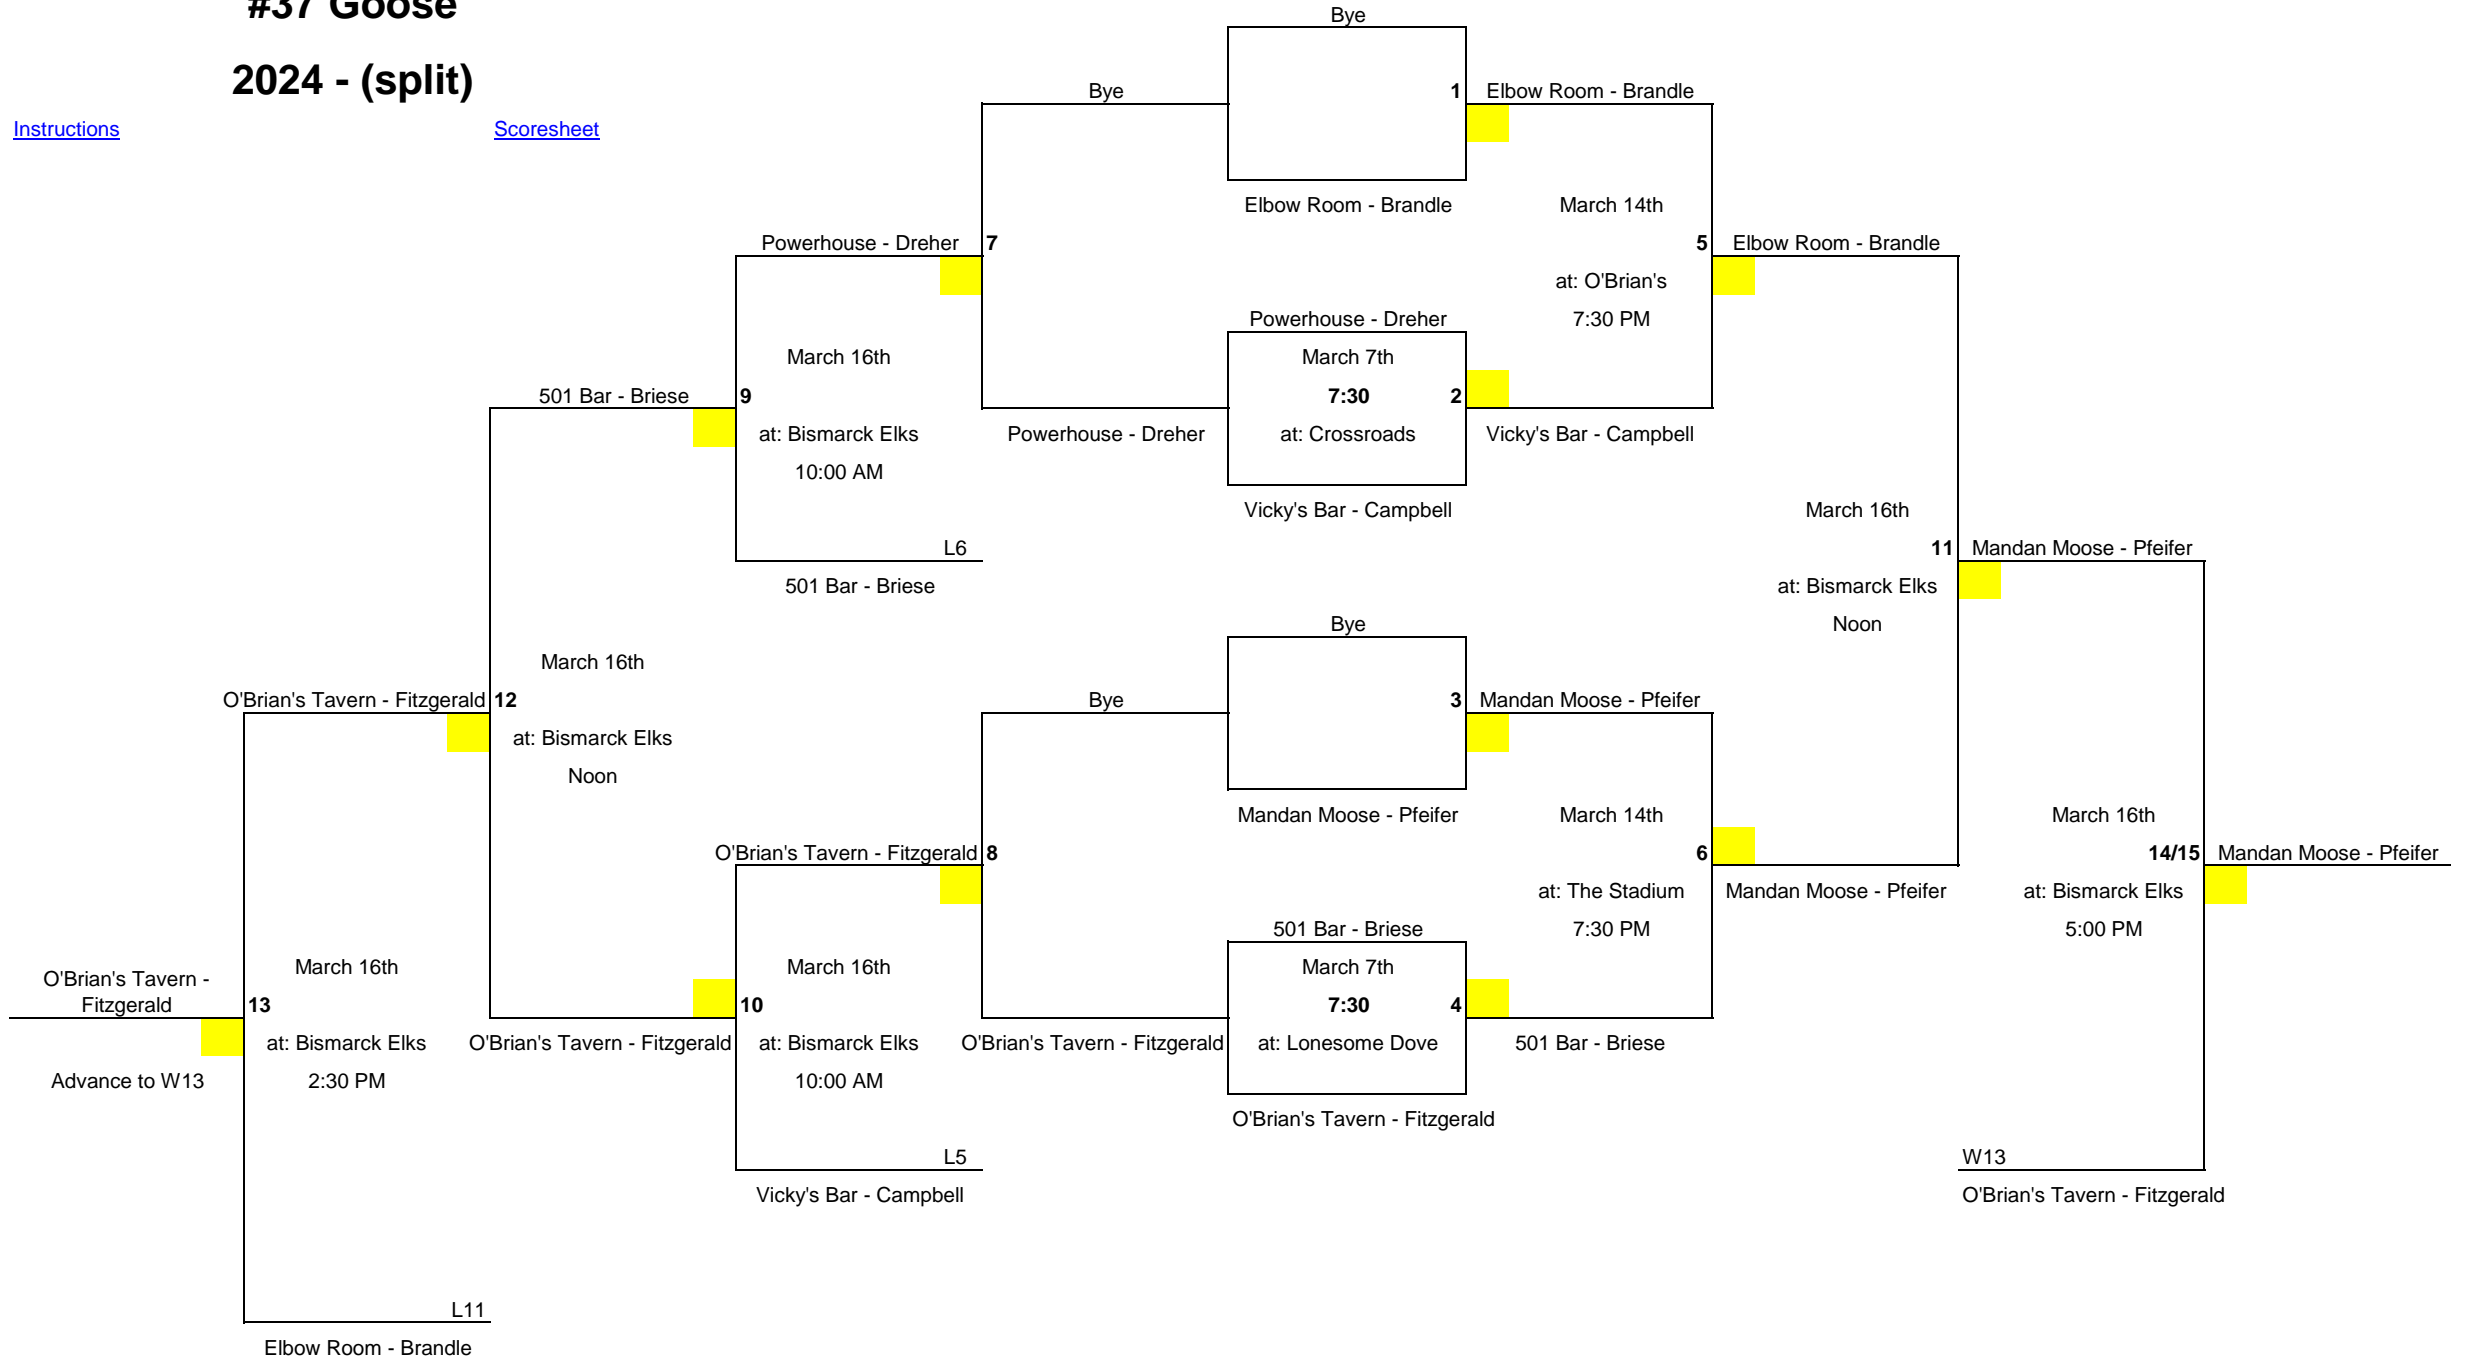 #37 Goose
Bye
2024 - (split)
Bye
1
Elbow Room - Brandle
Instructions
Scoresheet
Elbow Room - Brandle
March 14th
Powerhouse - Dreher
7
5
Elbow Room - Brandle
at: O'Brian's
Powerhouse - Dreher
7:30 PM
March 16th
March 7th
501 Bar - Briese
9
7:30
2
at: Bismarck Elks
Powerhouse - Dreher
at: Crossroads
Vicky's Bar - Campbell
10:00 AM
Vicky's Bar - Campbell
March 16th
L6
11
Mandan Moose - Pfeifer
501 Bar - Briese
at: Bismarck Elks
Bye
Noon
March 16th
O'Brian's Tavern - Fitzgerald
12
Bye
3
Mandan Moose - Pfeifer
at: Bismarck Elks
Noon
Mandan Moose - Pfeifer
March 14th
March 16th
O'Brian's Tavern - Fitzgerald
8
6
14/15
Mandan Moose - Pfeifer
at: The Stadium
Mandan Moose - Pfeifer
at: Bismarck Elks
501 Bar - Briese
7:30 PM
5:00 PM
O'Brian's Tavern -
Fitzgerald
March 16th
March 16th
March 7th
13
10
7:30
4
at: Bismarck Elks
O'Brian's Tavern - Fitzgerald
at: Bismarck Elks
O'Brian's Tavern - Fitzgerald
at: Lonesome Dove
501 Bar - Briese
Advance to W13
2:30 PM
10:00 AM
O'Brian's Tavern - Fitzgerald
L5
W13
Vicky's Bar - Campbell
O'Brian's Tavern - Fitzgerald
L11
Elbow Room - Brandle